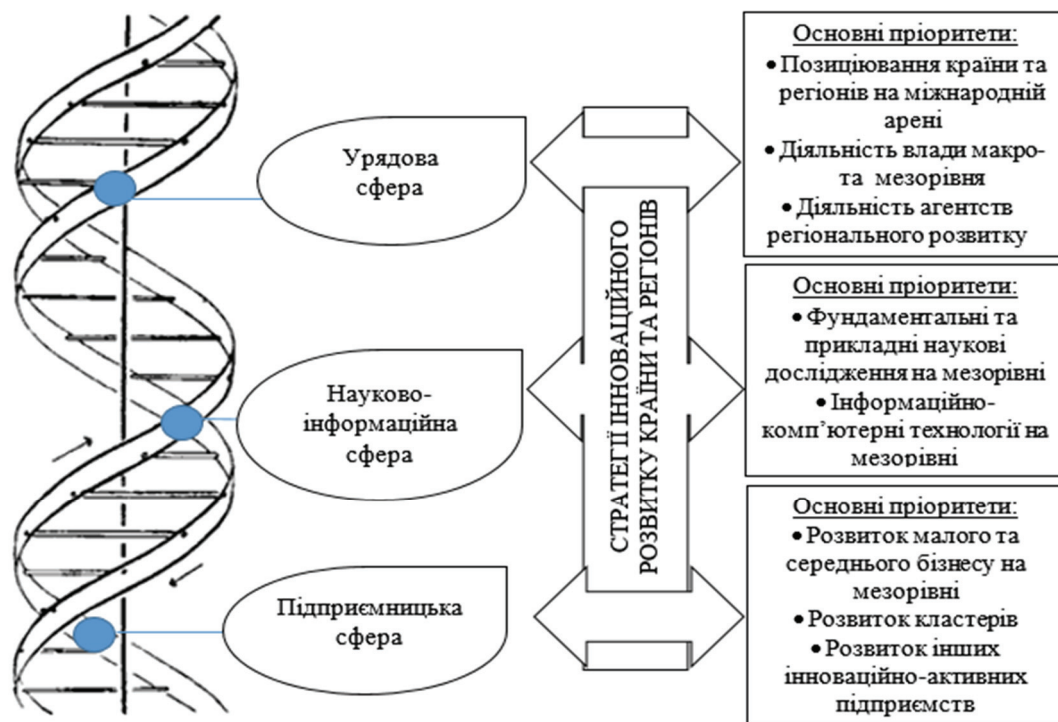 Урядова
сфера
Науково-
інформаційна
сфера
Підприємницька
сфера
СТРАТЕГІЇ ІННОВАЦІЙНОГО
РОЗВИТКУ КРАЇНИ ТА РЕГІОНІВ
Основні пріоритети:
• Позиціювання країни та
регіонів на міжнародній
арені
• Діяльність влади макро-
та мезорівня
• Діяльність агентств
регіонального розвитку
Основні пріоритети:
• Фундаментальні та
прикладні наукові
дослідження на мезорівні
• Інформаційно-
комп’ютерні технології на
мезорівні
Основні пріоритети:
• Розвиток малого та
середнього бізнесу на
мезорівні
• Розвиток кластерів
• Розвиток інших
інноваційно-активних
підприємств